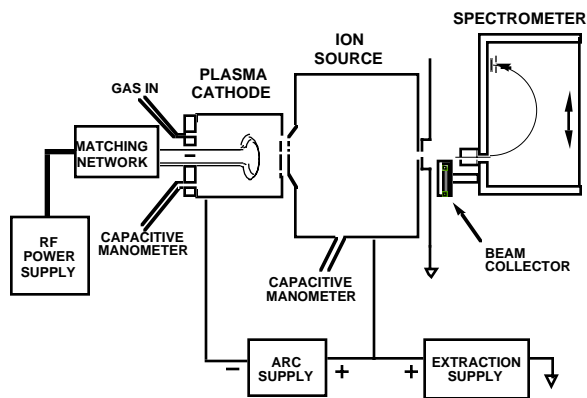 SPECTROMETER
ION
SOURCE
PLASMA
CATHODE
GAS IN
MATCHING
NETWORK
RF
POWER
SUPPLY
CAPACITIVE
MANOMETER
CAPACITIVE
MANOMETER
BEAM
COLLECTOR
– ARC
SUPPLY +
+ EXTRACTION
SUPPLY